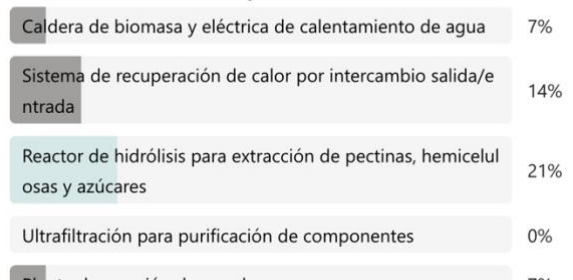 Caldera de biomasa y eléctrica de calentamiento de agua 7%
Sistema de recuperación de calor por intercambio salida/e
ntrada
14%
Reactor de hidrólisis para extracción de pectinas, hemicelul
osas y azúcares
21%
Ultrafiltración para purificación de componentes 0%